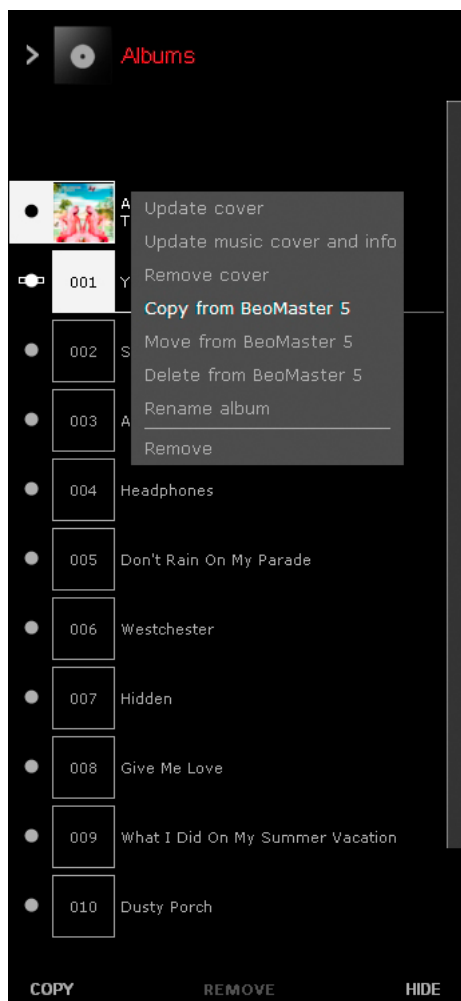 Albums
A
T
Update cover
Update music cover and info
001 Y
Remove cover
Copy from BeoMaster 5
002 S
Move from BeoMaster 5
Delete from BeoMaster 5
003 A
Rename album
Remove
004 Headphones
005 Don't Rain On My Parade
006 Westchester
007 Hidden
008 Give Me Love
009 What I Did On My Summer Vacation
010 Dusty Porch
COPY REMOVE HIDE